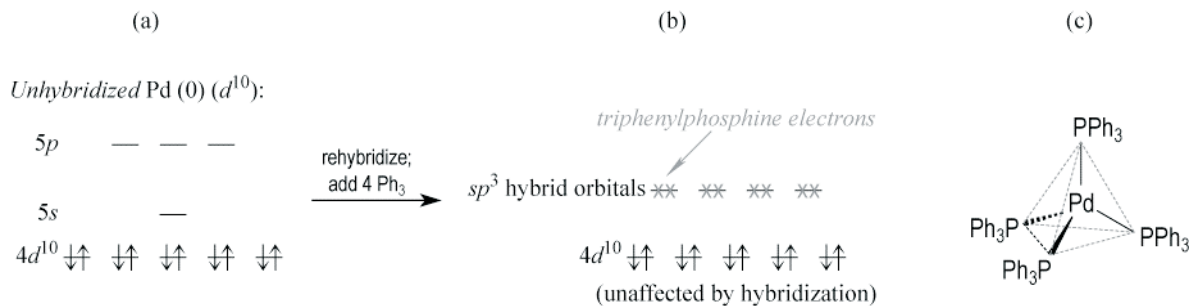 (a)
(b)
(c)
Unhybridized Pd (0) (d10):
5p
5s
4d10
rehybridize;
add 4 Ph3
triphenylphosphine electrons
sp3 hybrid orbitals
4d10
(unaffected by hybridization)
PPh3
Pd
Ph3P
PPh3
Ph3P